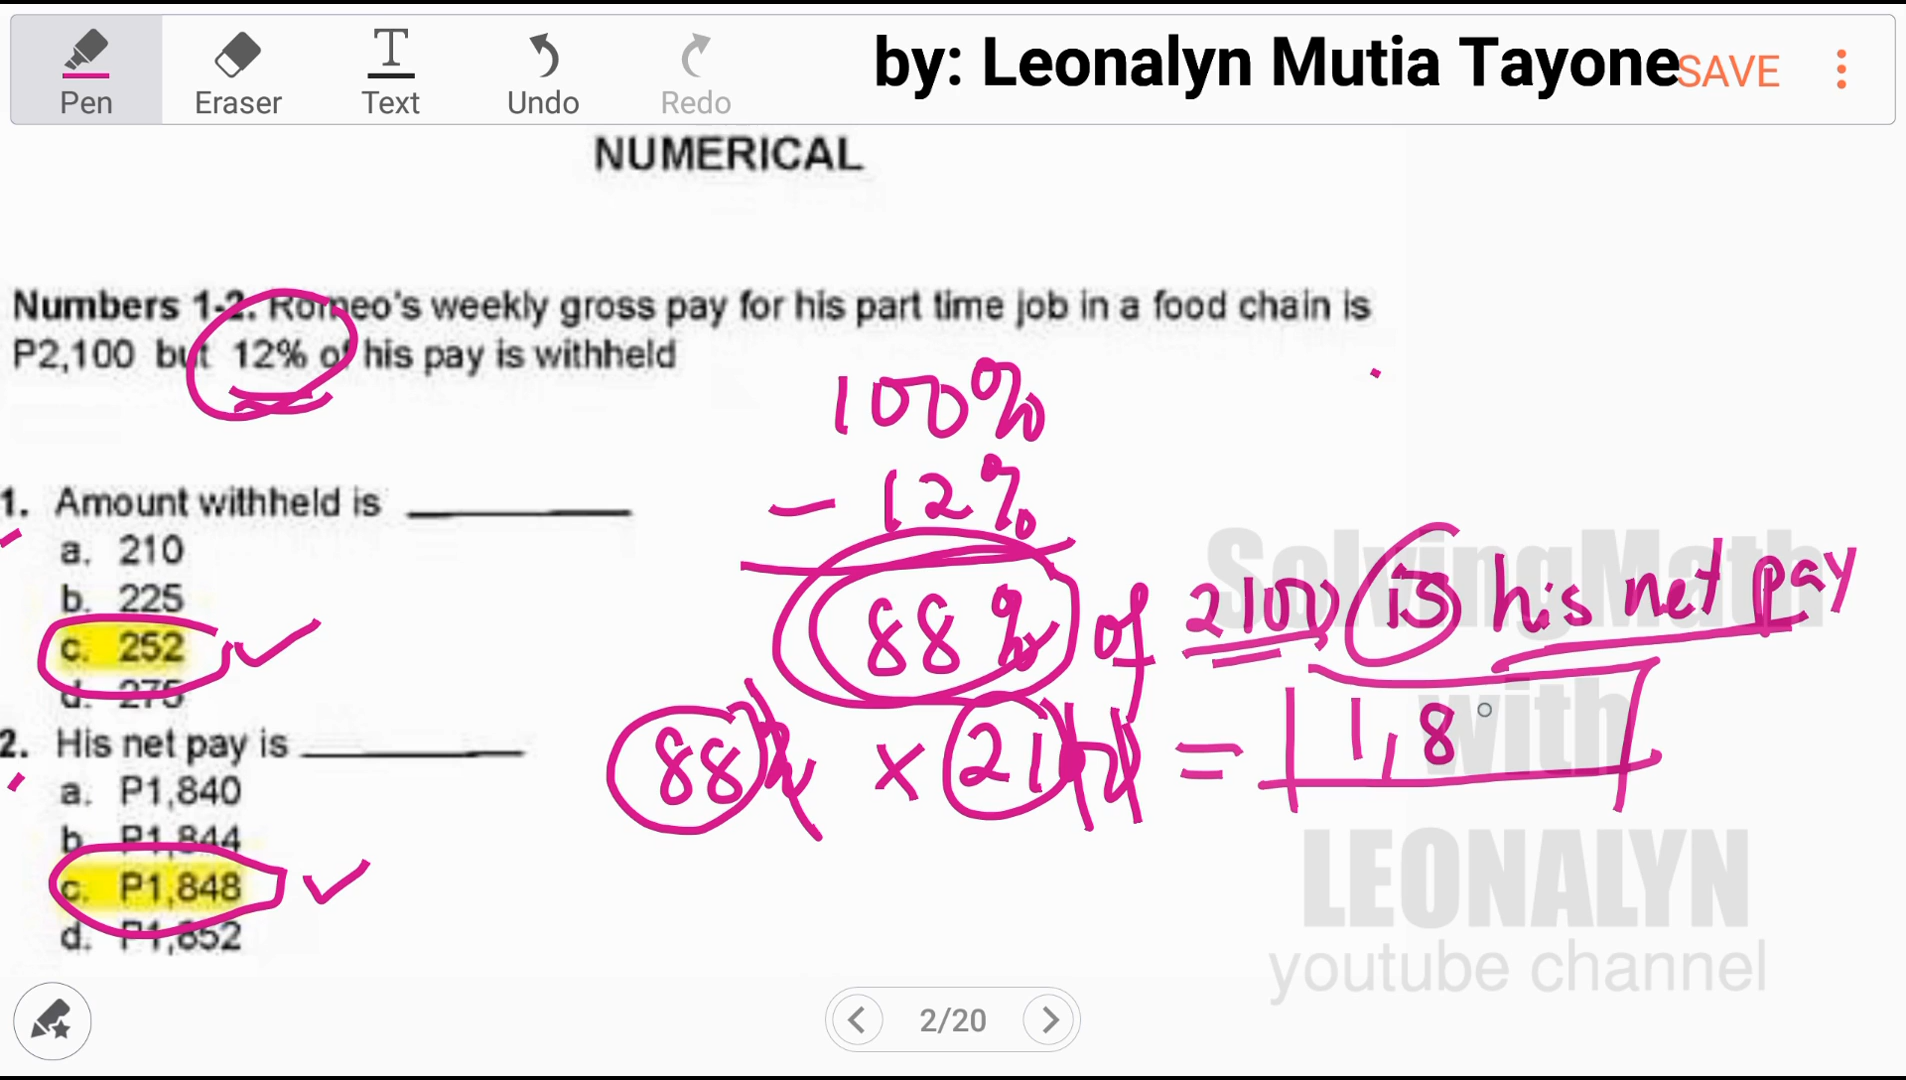 Pen
Eraser
Text
Undo
Redo
by: Leonalyn Mutia Tayone
SAVE
NUMERICAL
Numbers 1-2. Romeo's weekly gross pay for his part time job in a food chain is
P2,100 but 12% of his pay is withheld
100%
- 12%
88% of 2100 is his net pay
88% x 2100 = 1,8
1. Amount withheld is ________
a. 210
b. 225
c. 252
d. 275
2. His net pay is ________
a. P1,840
b. P1,844
c. P1,848
d. P1,852
SolvingMath
with
LEONALYN
youtube channel
2/20